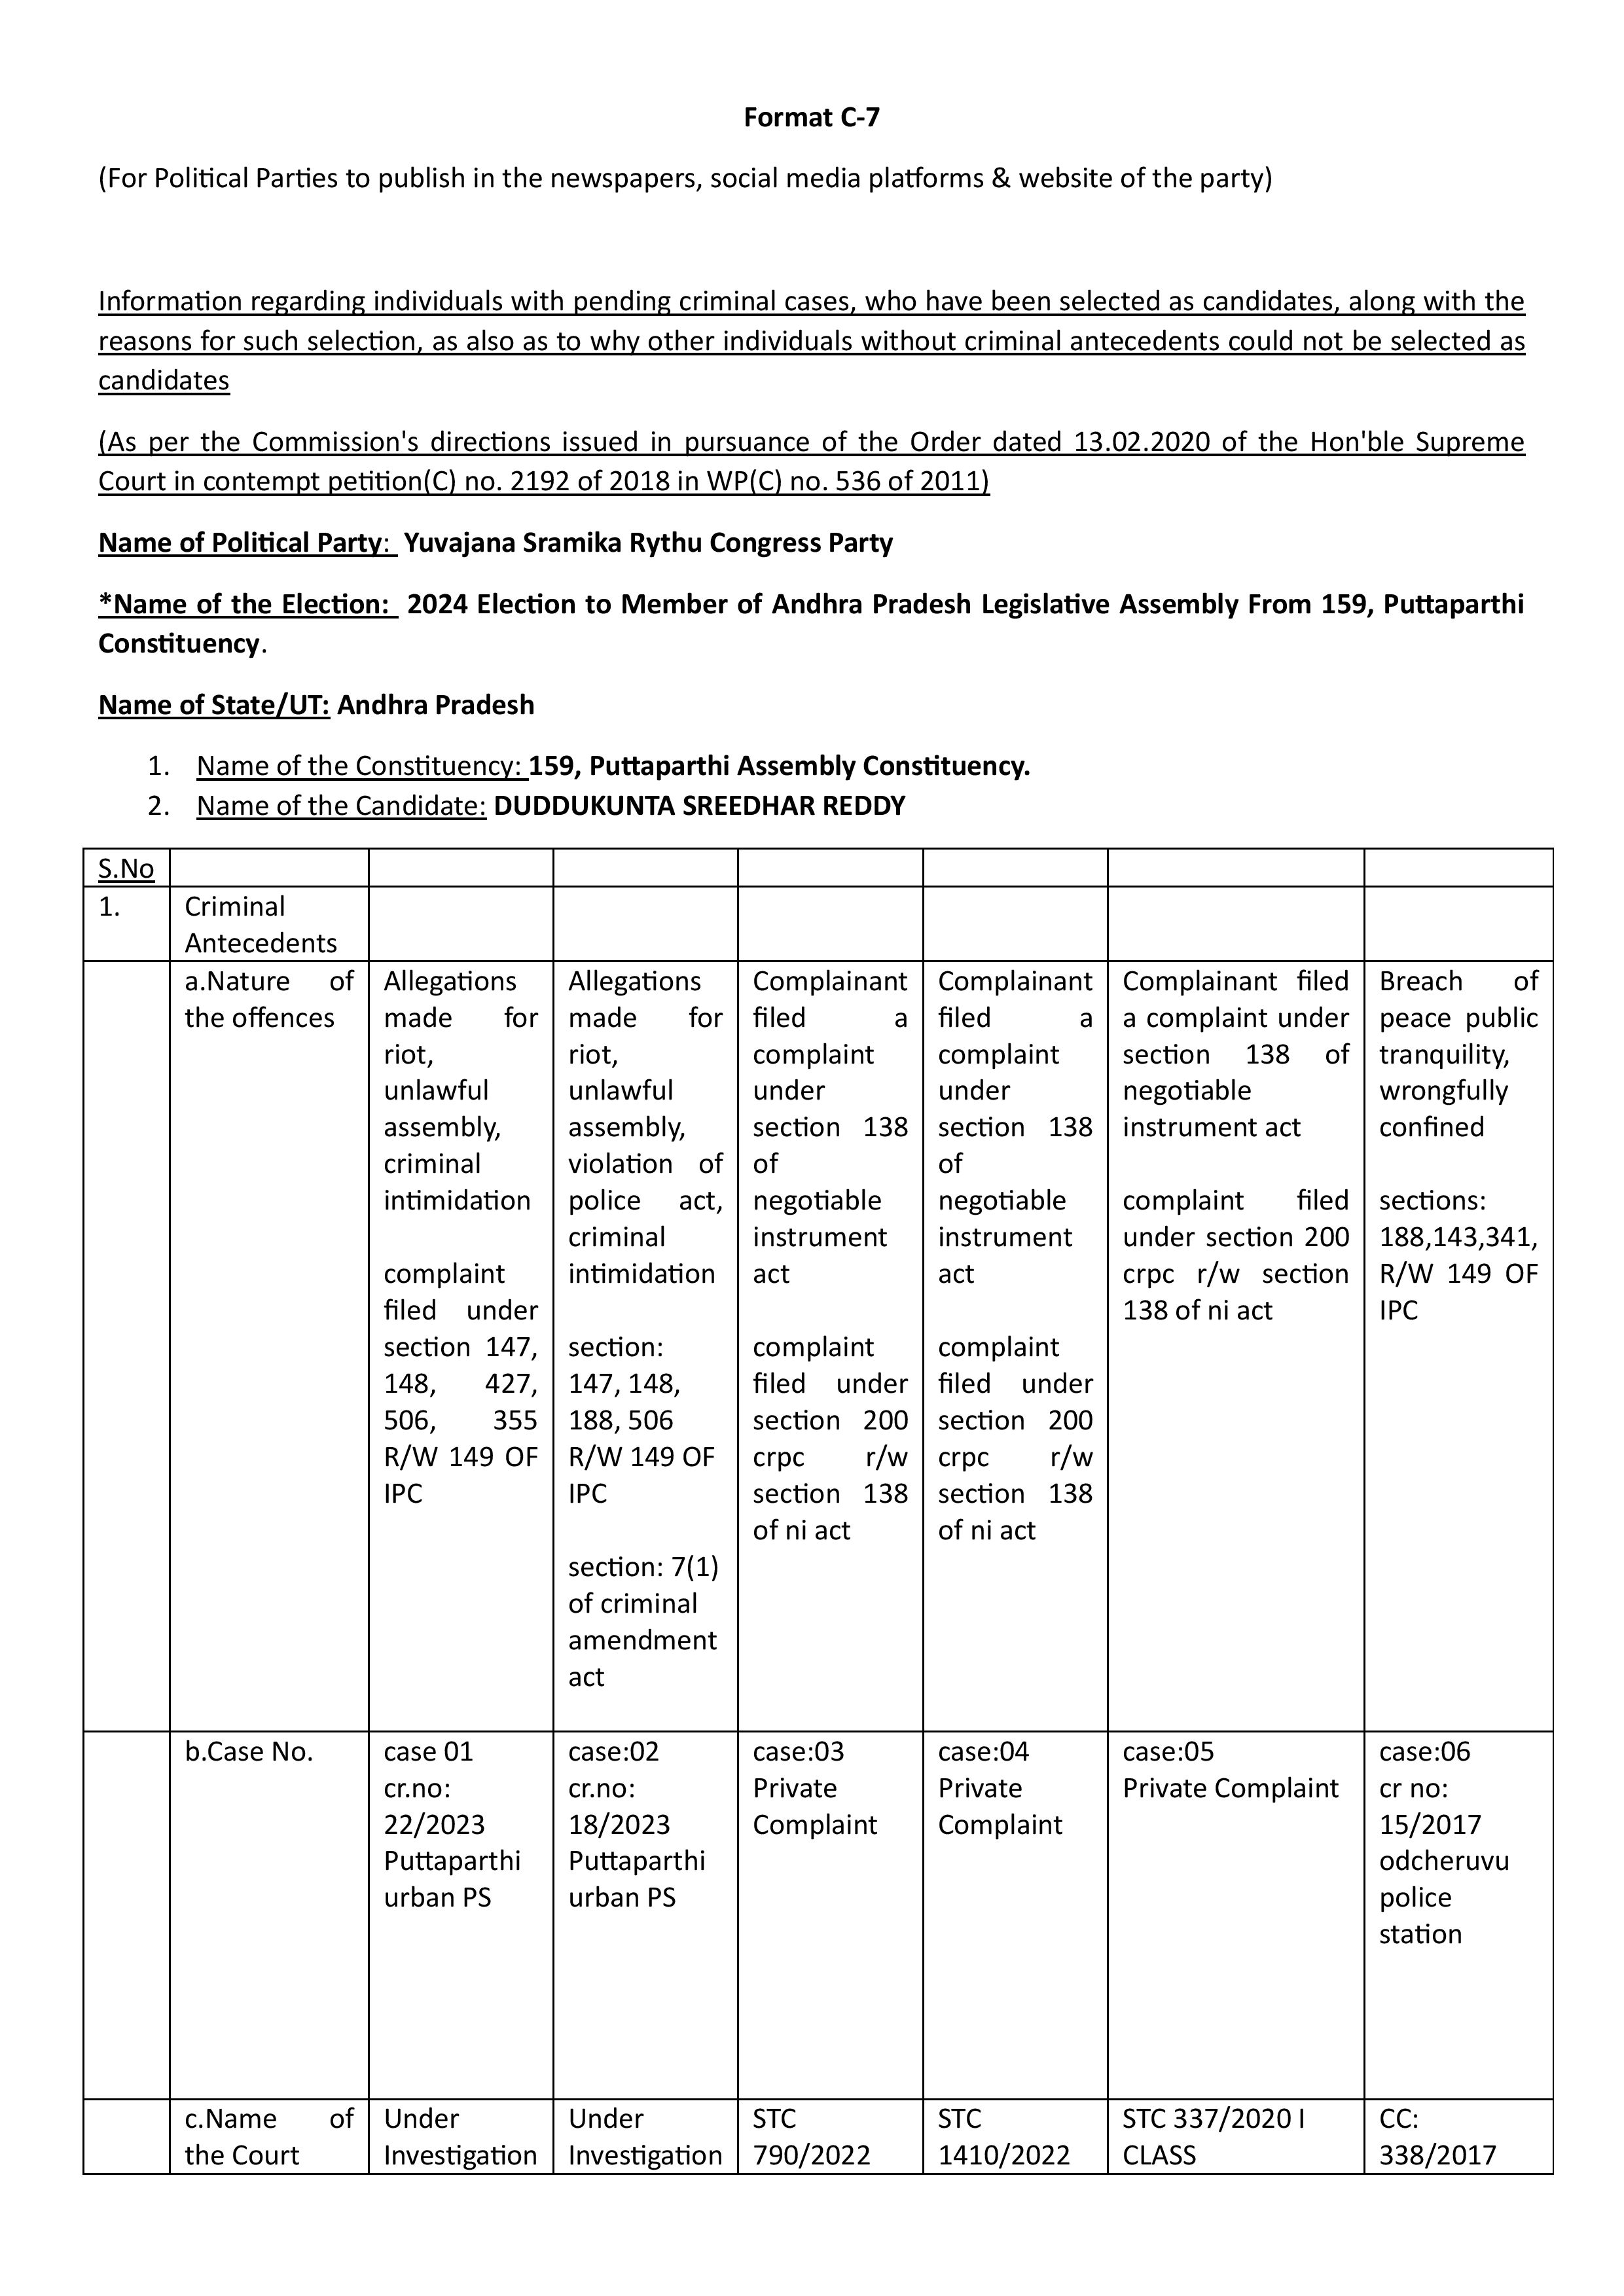 Format C-7
(For Political Parties to publish in the newspapers, social media platforms & website of the party)
Information regarding individuals with pending criminal cases, who have been selected as candidates, along with the
reasons for such selection, as also as to why other individuals without criminal antecedents could not be selected as
candidates
(As per the Commission's directions issued in pursuance of the Order dated 13.02.2020 of the Hon'ble Supreme
Court in contempt petition(C) no. 2192 of 2018 in WP(C) no. 536 of 2011)
Name of Political Party: Yuvajana Sramika Rythu Congress Party
*Name of the Election: 2024 Election to Member of Andhra Pradesh Legislative Assembly From 159, Puttaparthi
Constituency.
Name of State/UT: Andhra Pradesh
1. Name of the Constituency: 159, Puttaparthi Assembly Constituency.
2. Name of the Candidate: DUDDUKUNTA SREEDHAR REDDY
S.No
1.
Criminal
Antecedents
a.Nature of
the offences
Allegations
made for
riot,
unlawful
assembly,
criminal
intimidation
complaint
filed under
section 147,
148, 427,
506, 355
R/W 149 OF
IPC
Allegations
made for
riot,
unlawful
assembly,
violation of
police act,
criminal
intimidation
section:
147, 148,
188, 506
R/W 149 OF
IPC
section: 7(1)
of criminal
amendment
act
Complainant
filed a
complaint
under
section 138
of
negotiable
instrument
act
complaint
filed under
section 200
crpc r/w
section 138
of ni act
Complainant
filed a
complaint
under
section 138
of
negotiable
instrument
act
complaint
filed under
section 200
crpc r/w
section 138
of ni act
Complainant filed
a complaint under
section 138 of
negotiable
instrument act
complaint filed
under section 200
crpc r/w section
138 of ni act
Breach of
peace public
tranquility,
wrongfully
confined
sections:
188,143,341,
R/W 149 OF
IPC
b.Case No.
case 01
cr.no:
22/2023
Puttaparthi
urban PS
case:02
cr.no:
18/2023
Puttaparthi
urban PS
case:03
Private
Complaint
case:04
Private
Complaint
case:05
Private Complaint
case:06
cr no:
15/2017
odcheruvu
police
station
c.Name of
the Court
Under
Investigation
Under
Investigation
STC
790/2022
STC
1410/2022
STC 337/2020 I
CLASS
CC:
338/2017